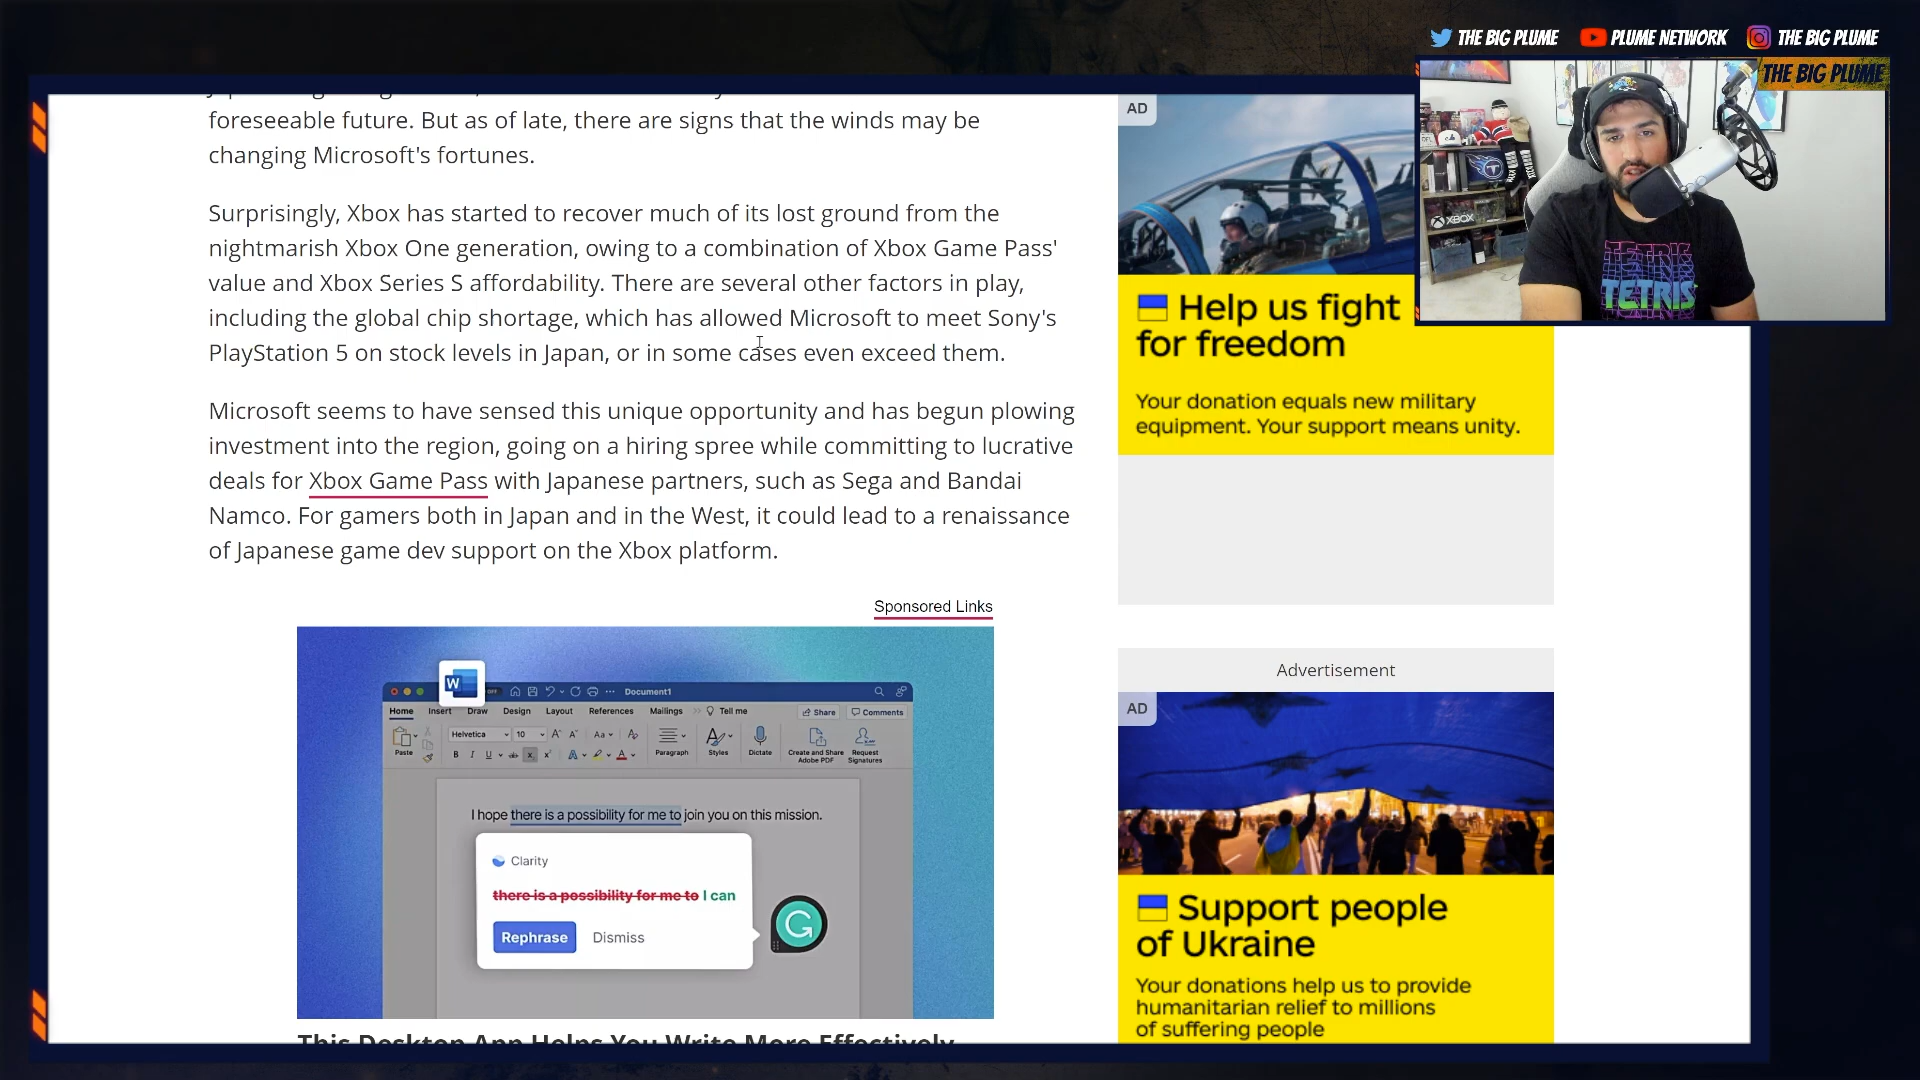 THE BIG PLUME
PLUME NETWORK
THE BIG PLUME
THE BIG PLUME
foreseeable future. But as of late, there are signs that the winds may be
changing Microsoft's fortunes.
Surprisingly, Xbox has started to recover much of its lost ground from the
nightmarish Xbox One generation, owing to a combination of Xbox Game Pass'
value and Xbox Series S affordability. There are several other factors in play,
including the global chip shortage, which has allowed Microsoft to meet Sony's
PlayStation 5 on stock levels in Japan, or in some cases even exceed them.
Microsoft seems to have sensed this unique opportunity and has begun plowing
investment into the region, going on a hiring spree while committing to lucrative
deals for Xbox Game Pass with Japanese partners, such as Sega and Bandai
Namco. For gamers both in Japan and in the West, it could lead to a renaissance
of Japanese game dev support on the Xbox platform.
Sponsored Links
W
OFF
Document1
Home Insert Draw Design Layout References Mailings >> Tell me
Share
Comments
Helvetica
10
Paste
B I U
Paragraph
Styles
Dictate
Create and Share
Adobe PDF
Request
Signatures
I hope there is a possibility for me to join you on this mission.
Clarity
there is a possibility for me to I can
Rephrase
Dismiss
This Desktop App Helps You Write More Effectively
AD
Help us fight
for freedom
Your donation equals new military
equipment. Your support means unity.
Advertisement
AD
Support people
of Ukraine
Your donations help us to provide
humanitarian relief to millions
of suffering people
XBOX
TETRIS
TETRIS